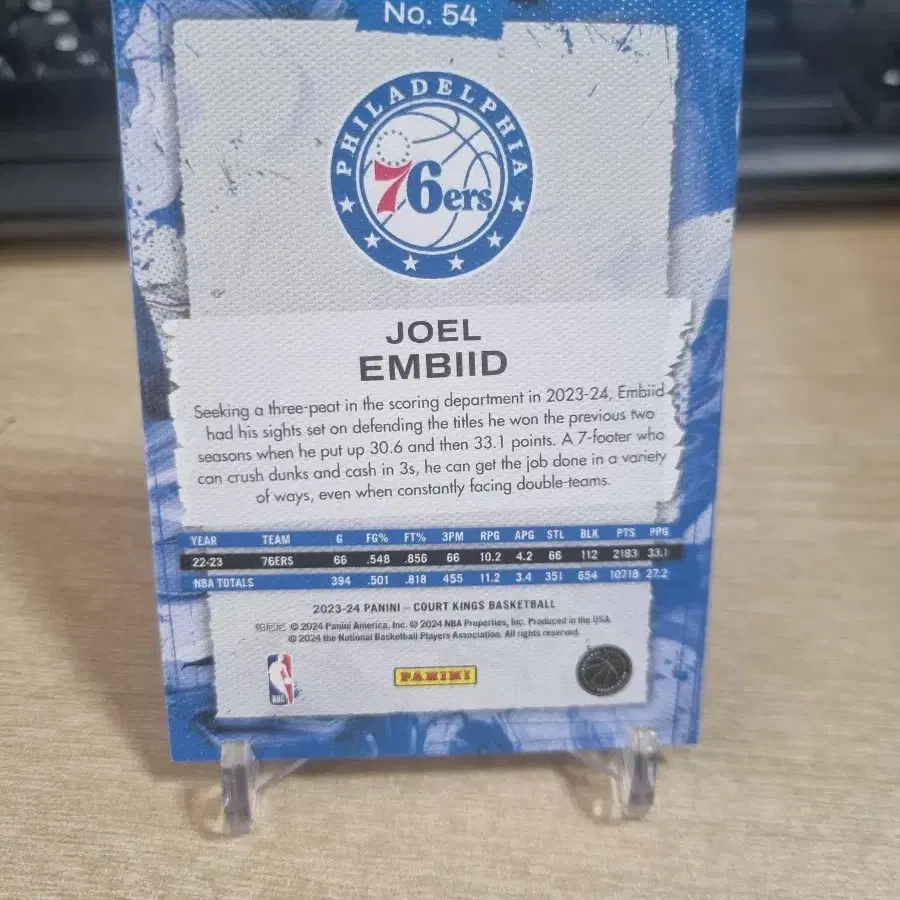 No. 54
PHILADELPHIA
76ers
JOEL
EMBIID
Seeking a three-peat in the scoring department in 2023-24, Embiid
had his sights set on defending the titles he won the previous two
seasons when he put up 30.6 and then 33.1 points. A 7-footer who
can crush dunks and cash in 3s, he can get the job done in a variety
of ways, even when constantly facing double-teams.
YEAR TEAM G FG% FT% 3PM RPG APG STL BLK PTS PPG
22-23 76ERS 66 .548 .856 66 10.2 4.2 66 112 2183 33.1
NBA TOTALS 394 .501 .818 455 11.2 3.4 351 654 10718 27.2
2023-24 PANINI – COURT KINGS BASKETBALL
© 2024 Panini America, Inc. © 2024 NBA Properties, Inc. Produced in the USA.
© 2024 the National Basketball Players Association. All rights reserved.
NBA
PANINI